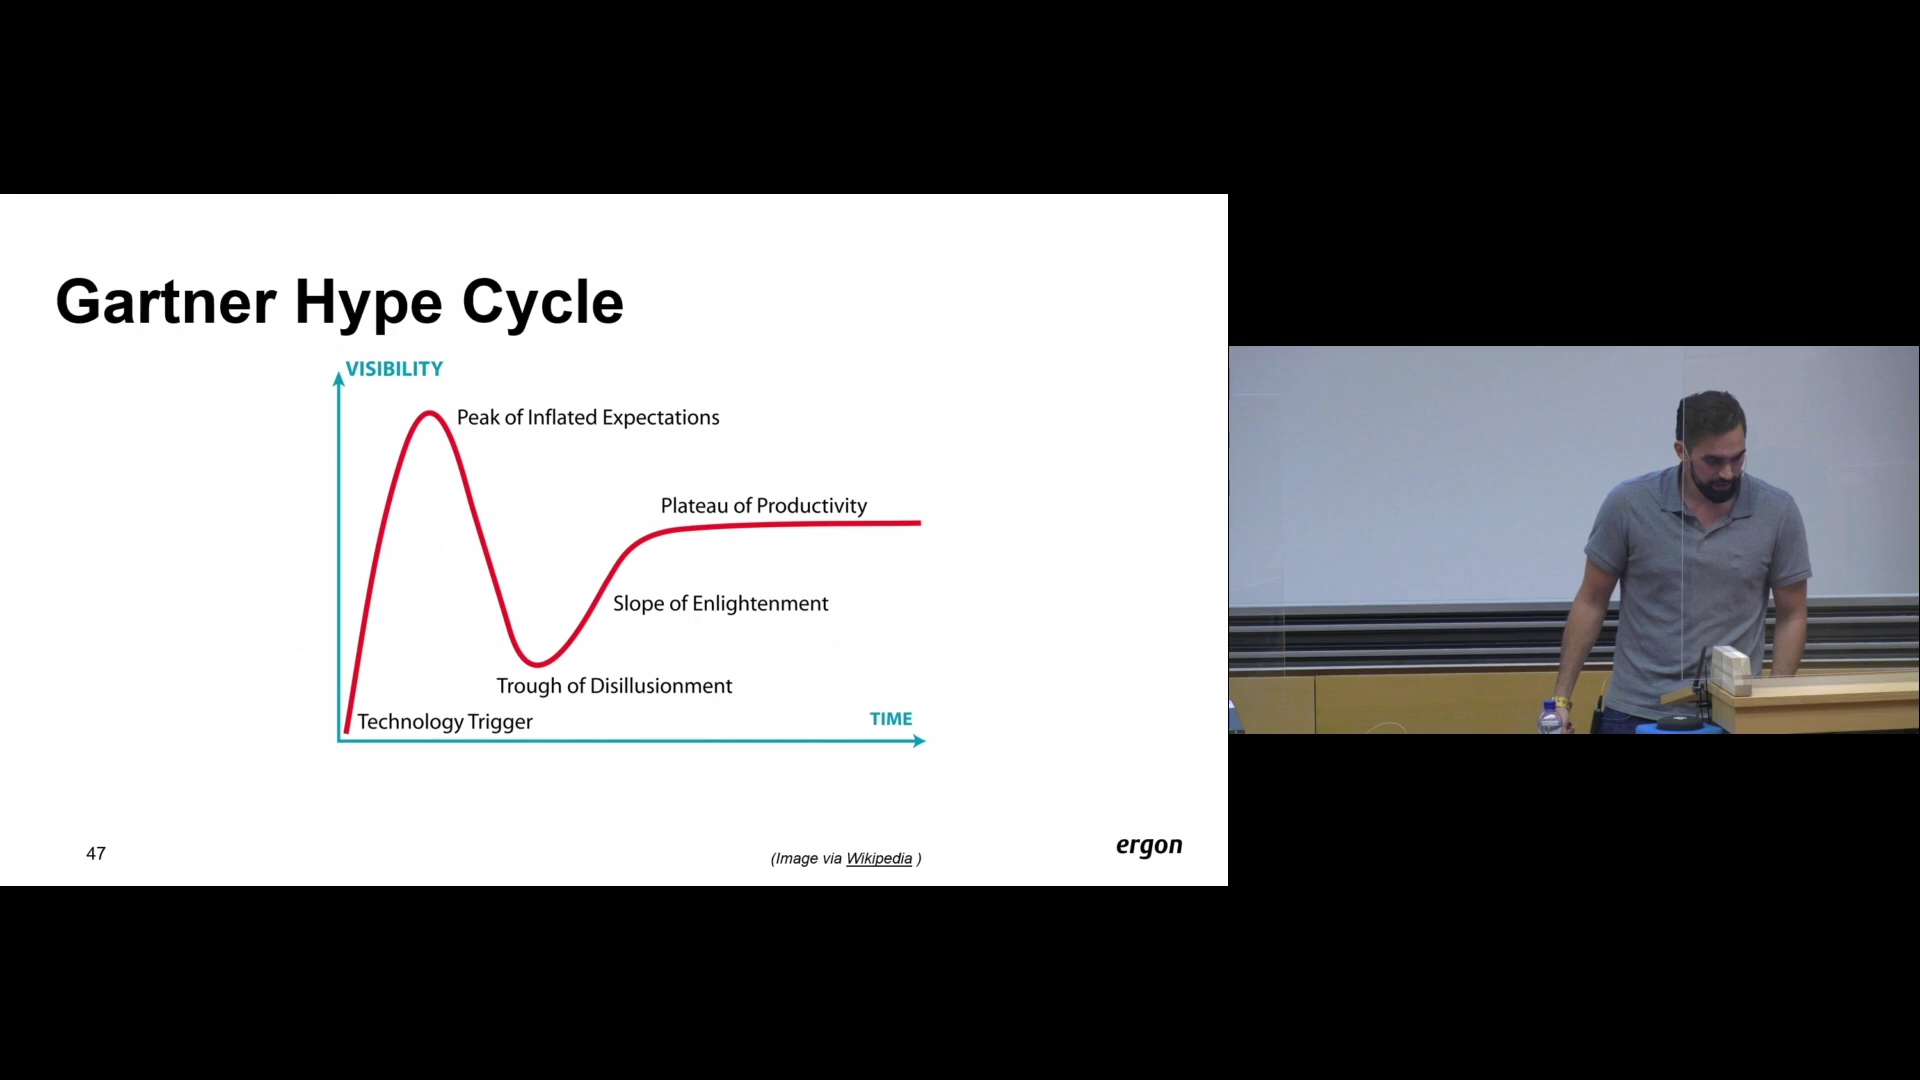 Gartner Hype Cycle
VISIBILITY
Peak of Inflated Expectations
Plateau of Productivity
Slope of Enlightenment
Trough of Disillusionment
Technology Trigger
TIME
47
(Image via Wikipedia )
ergon